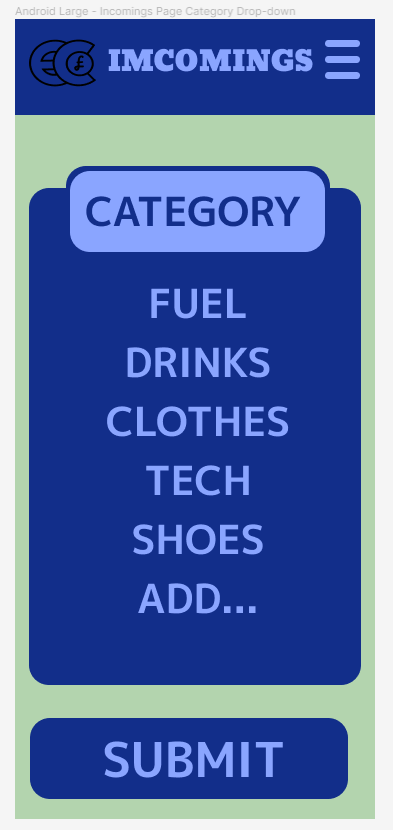 Android Large - Incomings Page Category Drop-down
£
IMCOMINGS
CATEGORY
FUEL
DRINKS
CLOTHES
TECH
SHOES
ADD...
SUBMIT